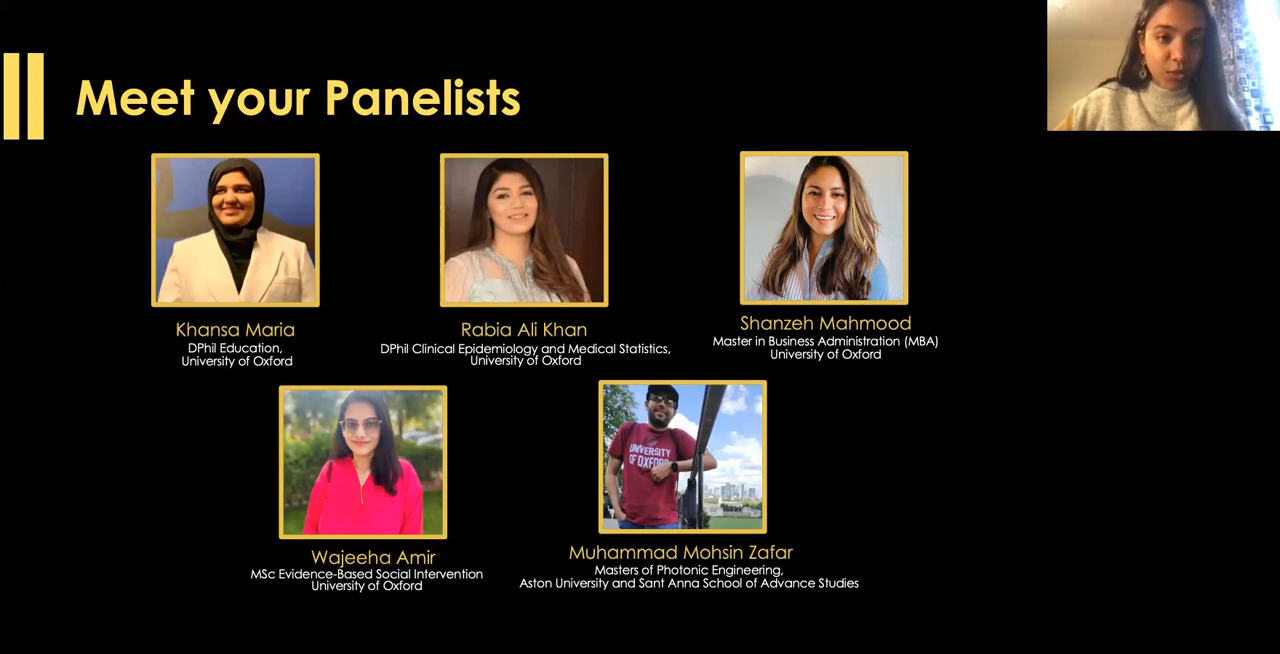 Meet your Panelists
Khansa Maria
DPhil Education,
University of Oxford
Rabia Ali Khan
DPhil Clinical Epidemiology and Medical Statistics,
University of Oxford
Shanzeh Mahmood
Master in Business Administration (MBA)
University of Oxford
UNIVERSITY
OF OXFORD
Wajeeha Amir
MSc Evidence-Based Social Intervention
University of Oxford
Muhammad Mohsin Zafar
Masters of Photonic Engineering,
Aston University and Sant Anna School of Advance Studies